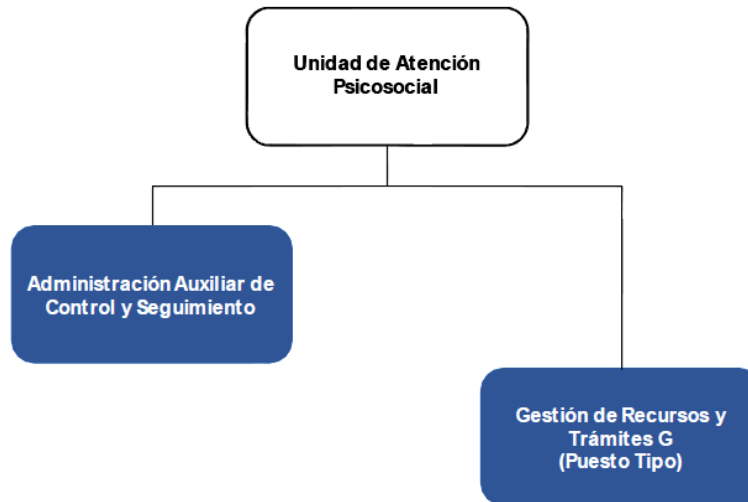 Unidad de Atención
Psicosocial
Administración Auxiliar de
Control y Seguimiento
Gestión de Recursos y
Trámites G
(Puesto Tipo)